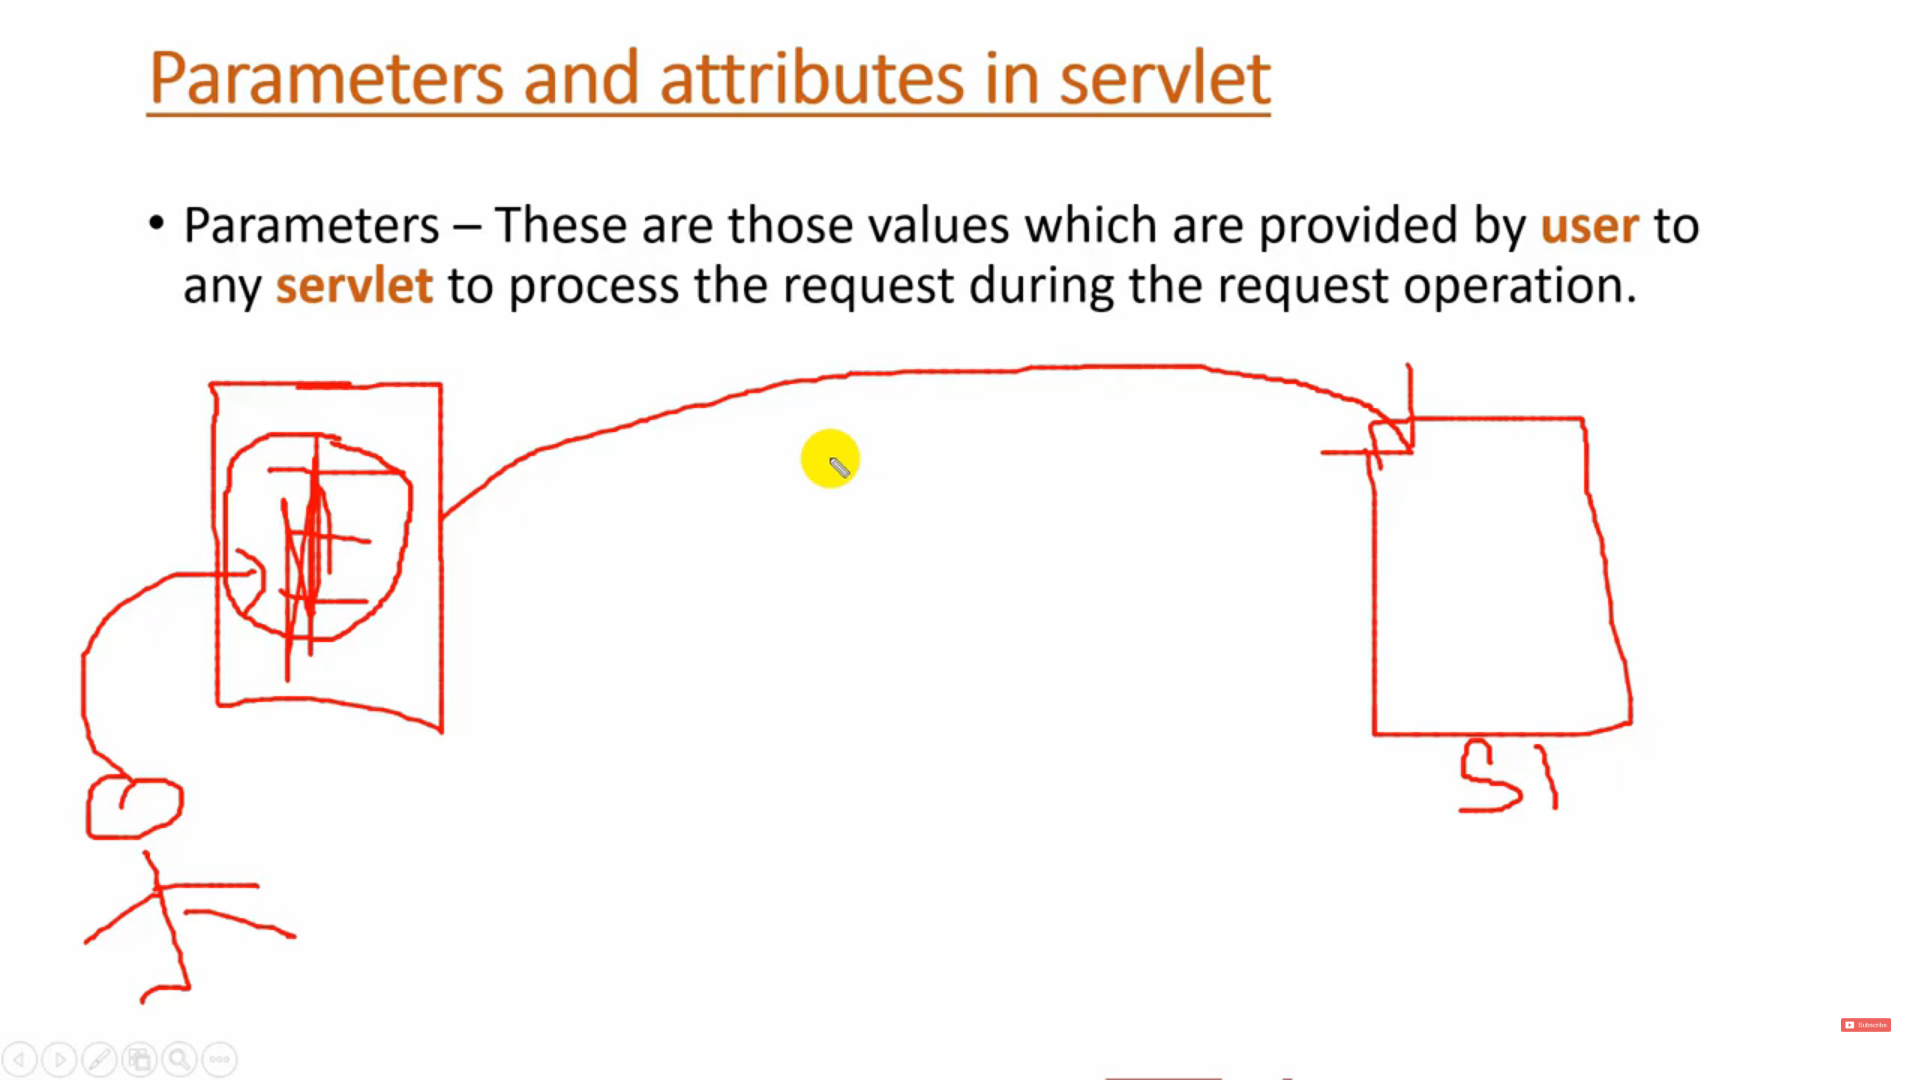 Parameters and attributes in servlet
• Parameters – These are those values which are provided by user to
any servlet to process the request during the request operation.
S1
Subscribe